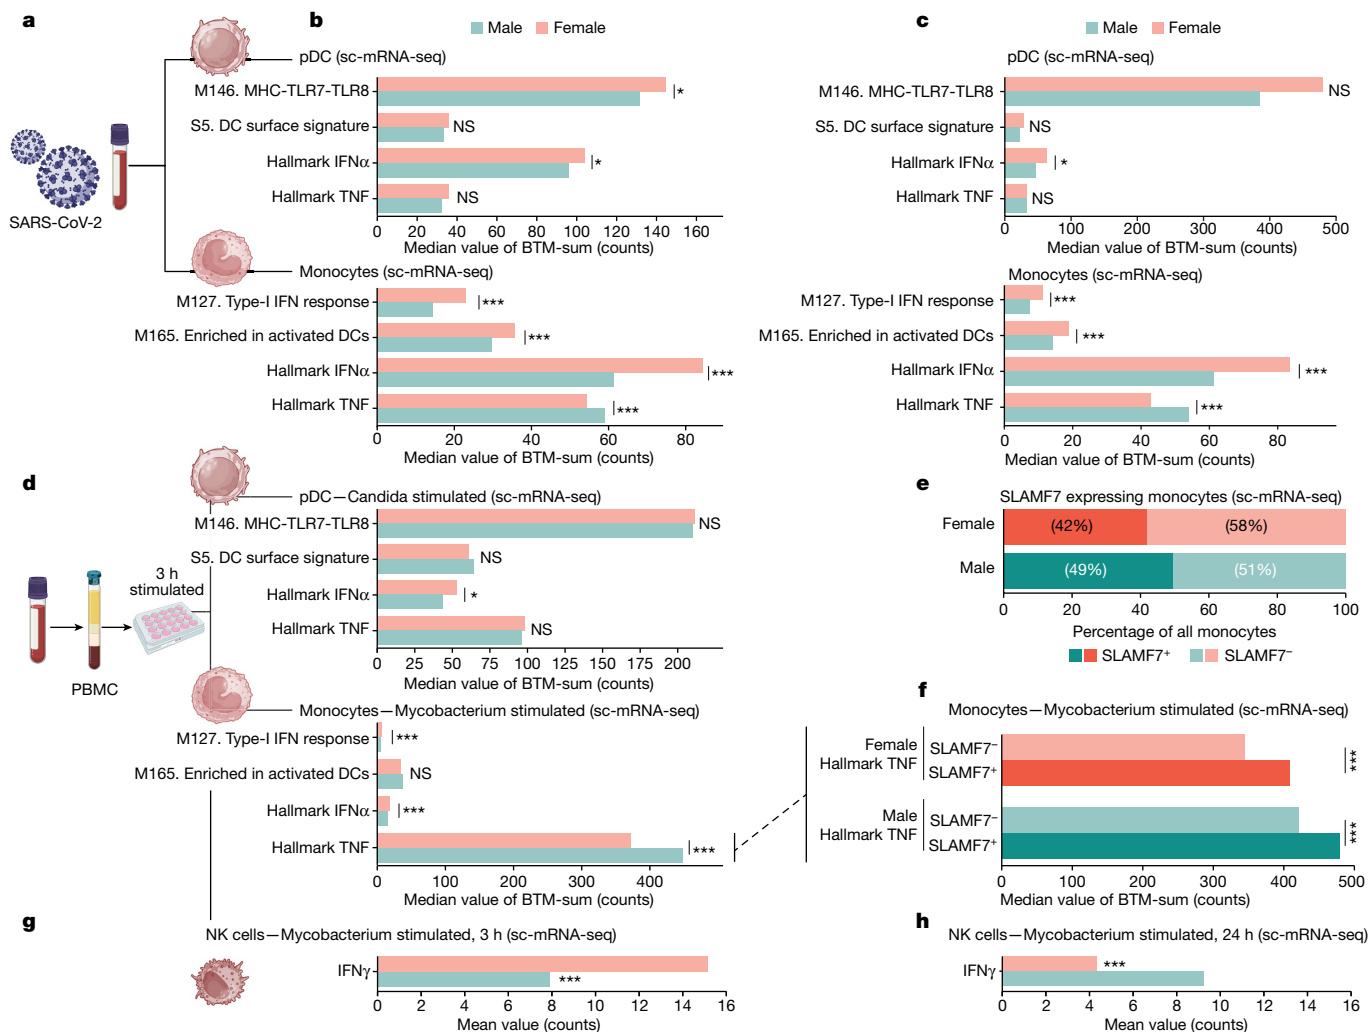 a
SARS-CoV-2
b
Male Female
pDC (sc-mRNA-seq)
M146. MHC-TLR7-TLR8
*
S5. DC surface signature
NS
Hallmark IFNα
*
Hallmark TNF
NS
0 20 40 60 80 100 120 140 160
Median value of BTM-sum (counts)
Monocytes (sc-mRNA-seq)
M127. Type-I IFN response
***
M165. Enriched in activated DCs
***
Hallmark IFNα
***
Hallmark TNF
***
0 20 40 60 80
Median value of BTM-sum (counts)
c
Male Female
pDC (sc-mRNA-seq)
M146. MHC-TLR7-TLR8
NS
S5. DC surface signature
NS
Hallmark IFNα
*
Hallmark TNF
NS
0 100 200 300 400 500
Median value of BTM-sum (counts)
Monocytes (sc-mRNA-seq)
M127. Type-I IFN response
***
M165. Enriched in activated DCs
***
Hallmark IFNα
***
Hallmark TNF
***
0 20 40 60 80
Median value of BTM-sum (counts)
d
3 h
stimulated
PBMC
pDC—Candida stimulated (sc-mRNA-seq)
M146. MHC-TLR7-TLR8
NS
S5. DC surface signature
NS
Hallmark IFNα
*
Hallmark TNF
NS
0 25 50 75 100 125 150 175 200
Median value of BTM-sum (counts)
Monocytes—Mycobacterium stimulated (sc-mRNA-seq)
M127. Type-I IFN response
***
M165. Enriched in activated DCs
NS
Hallmark IFNα
***
Hallmark TNF
***
0 100 200 300 400
Median value of BTM-sum (counts)
e
SLAMF7 expressing monocytes (sc-mRNA-seq)
Female
(42%) (58%)
Male
(49%) (51%)
0 20 40 60 80 100
Percentage of all monocytes
SLAMF7+ SLAMF7−
f
Monocytes—Mycobacterium stimulated (sc-mRNA-seq)
Female
Hallmark TNF
SLAMF7−
SLAMF7+
***
Male
Hallmark TNF
SLAMF7−
SLAMF7+
***
0 100 200 300 400 500
Median value of BTM-sum (counts)
g
NK cells—Mycobacterium stimulated, 3 h (sc-mRNA-seq)
IFNγ
***
0 2 4 6 8 10 12 14 16
Mean value (counts)
h
NK cells—Mycobacterium stimulated, 24 h (sc-mRNA-seq)
IFNγ
***
0 2 4 6 8 10 12 14 16
Mean value (counts)